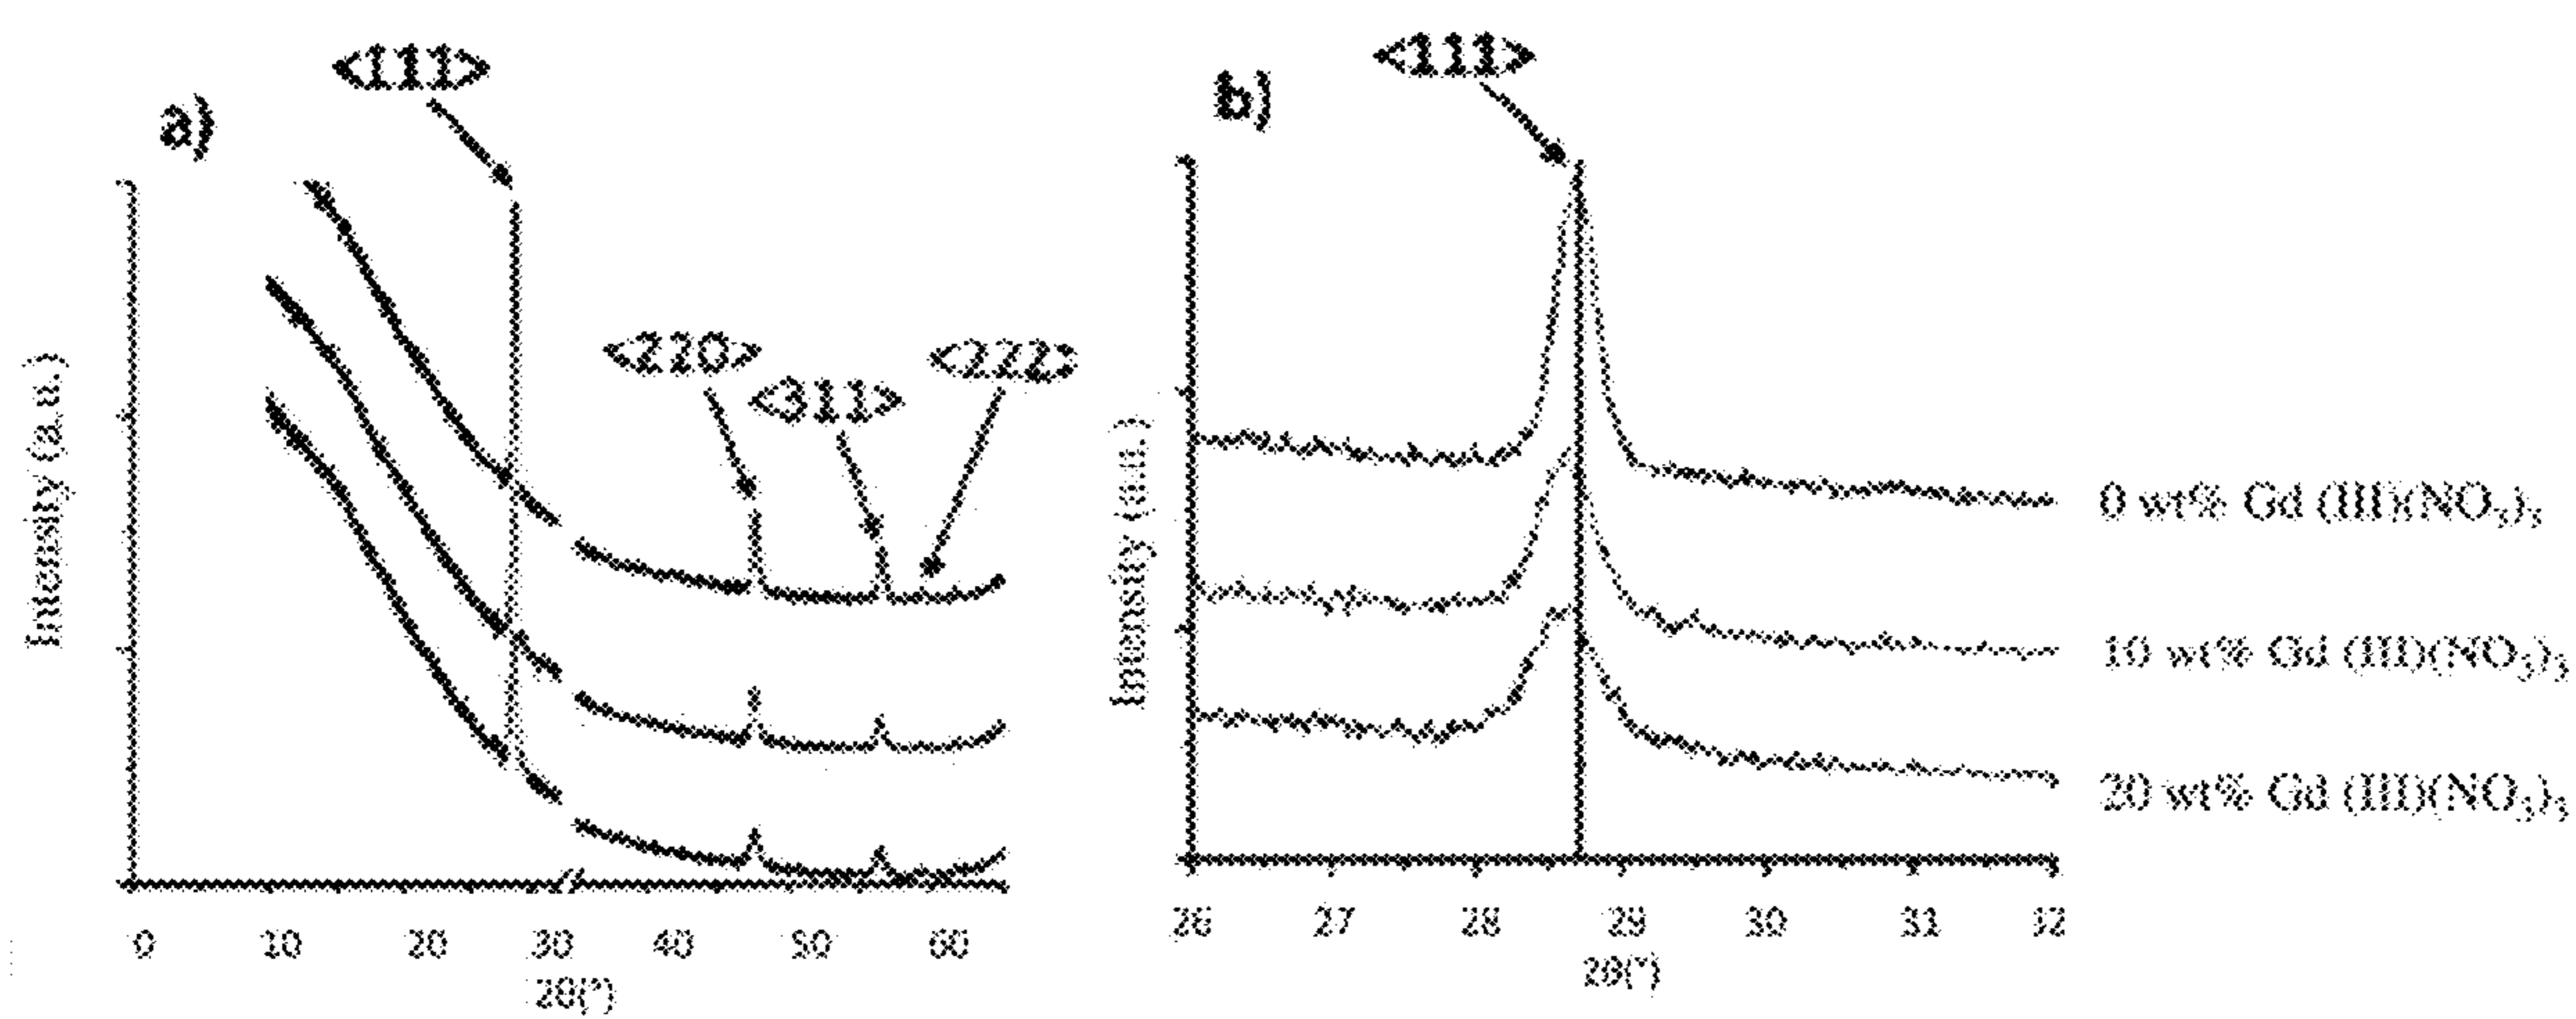 a)
<111>
<220>
<311>
<222>
Intensity (a.u.)
0 10 20 30 40 50 60
2θ(°)
b)
<111>
Intensity (a.u.)
26 27 28 29 30 31 32
2θ(°)
0 wt% Gd (III)(NO₃)₃
10 wt% Gd (III)(NO₃)₃
20 wt% Gd (III)(NO₃)₃